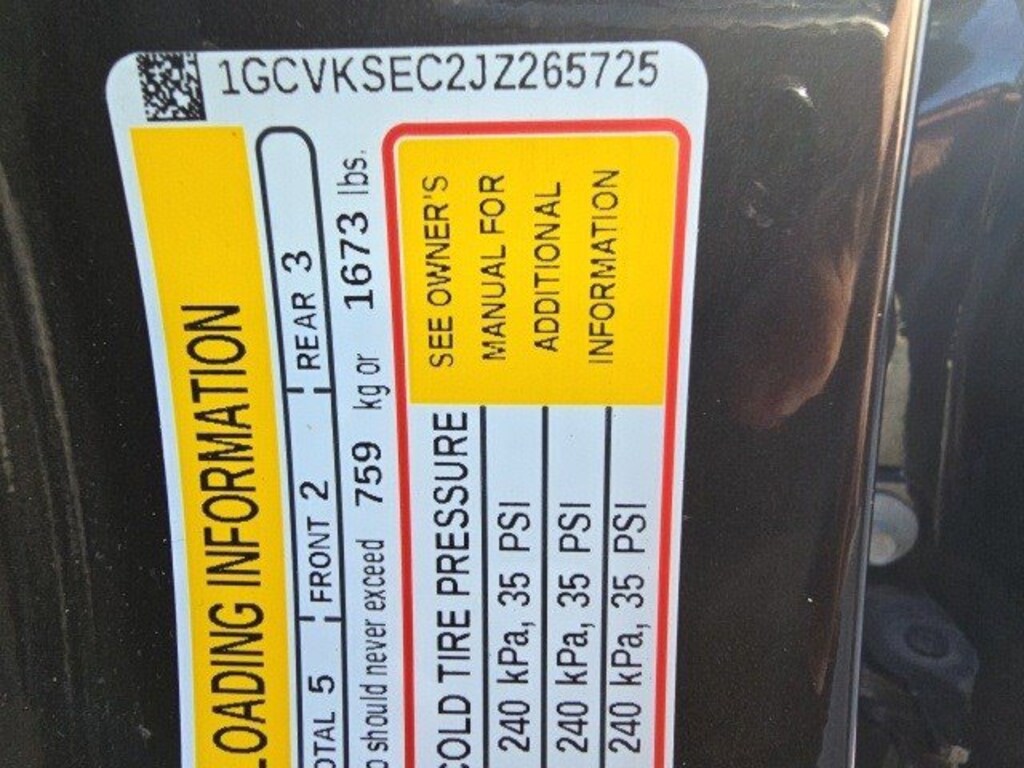 1GCVKSEC2JZ265725
LOADING INFORMATION
OTAL 5 FRONT 2 REAR 3
should never exceed 759 kg or 1673 lbs.
COLD TIRE PRESSURE
240 kPa, 35 PSI
240 kPa, 35 PSI
240 kPa, 35 PSI
SEE OWNER'S
MANUAL FOR
ADDITIONAL
INFORMATION